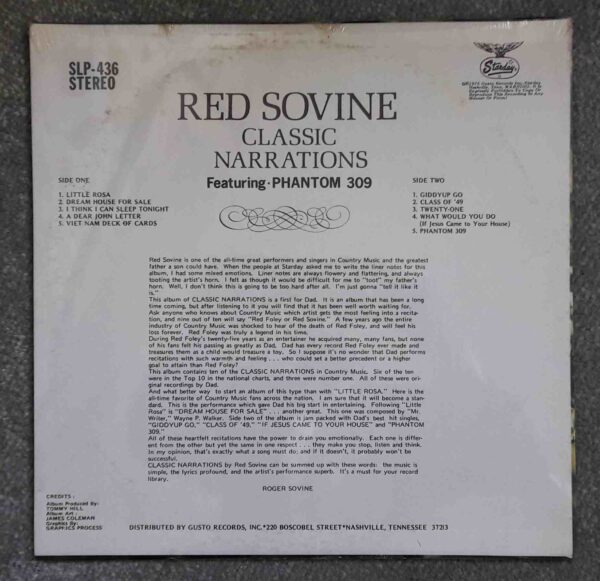 SLP-436
STEREO
Starday
RED SOVINE
CLASSIC
NARRATIONS
Featuring·PHANTOM 309
SIDE ONE
1. LITTLE ROSA
2. DREAM HOUSE FOR SALE
3. I THINK I CAN SLEEP TONIGHT
4. A DEAR JOHN LETTER
5. VIET NAM DECK OF CARDS
SIDE TWO
1. GIDDYUP GO
2. CLASS OF '49
3. TWENTY-ONE
4. WHAT WOULD YOU DO
(If Jesus Came to Your House)
5. PHANTOM 309
Red Sovine is one of the all-time great performers and singers in Country Music and the greatest
father a son could have. When the people at Starday asked me to write the liner notes for this
album, I had some mixed emotions. Liner notes are always flowery and flattering, and always
tooting the artist's horn. I felt as though it would be difficult for me to "toot" my father's
horn. Well, I don't think this is going to be too hard after all. I'm just gonna "tell it like it
is."
This album of CLASSIC NARRATIONS is a first for Dad. It is an album that has been a long
time coming, but after listening to it you will find that it has been well worth waiting for.
Ask anyone who knows about Country Music which artist gets the most feeling into a recita-
tion, and nine out of ten will say "Red Foley or Red Sovine." A few years ago the entire
industry of Country Music was shocked to hear of the death of Red Foley, and will feel his
loss forever. Red Foley was truly a legend in his time.
During Red Foley's twenty-five years as an entertainer he acquired many, many fans, but none
of his fans felt his passing as greatly as Dad. Dad has every record Red Foley ever made and
treasures them as a child would treasure a toy. So I suppose it's no wonder that Dad performs
recitations with such warmth and feeling . . . who could set a better precedent or a higher
goal to attain than Red Foley?
This album contains ten of the CLASSIC NARRATIONS in Country Music. Six of the ten
were in the Top 10 in the national charts, and three were number one. All of these were ori-
ginal recordings by Dad.
And what better way to start an album of this type than with "LITTLE ROSA." Here is the
all-time favorite of Country Music fans across the nation. I am sure that it will become a stan-
dard. This is the performance which gave Dad his big start in entertaining. Following "Little
Rosa" is "DREAM HOUSE FOR SALE" . . . another great. This one was composed by "Mr.
Writer," Wayne P. Walker. Side two of the album is jam packed with Dad's best hit singles,
"GIDDYUP GO," "CLASS OF '49," "IF JESUS CAME TO YOUR HOUSE" and "PHANTOM
309."
All of these heartfelt recitations have the power to drain you emotionally. Each one is differ-
ent from the other but yet the same in one respect . . . they make you stop, listen and think.
In my opinion, that's exactly what a song must do; and if it doesn't, it probably won't be
successful.
CLASSIC NARRATIONS by Red Sovine can be summed up with these words: the music is
simple, the lyrics profound, and the artist's performance superb. It's a must for your record
library.
ROGER SOVINE
CREDITS:
Album Produced By:
TOMMY HILL
Album Art:
JAMES COLEMAN
Graphics By:
GRAPHICS PROCESS
DISTRIBUTED BY GUSTO RECORDS, INC.*220 BOSCOBEL STREET*NASHVILLE, TENNESSEE 37213